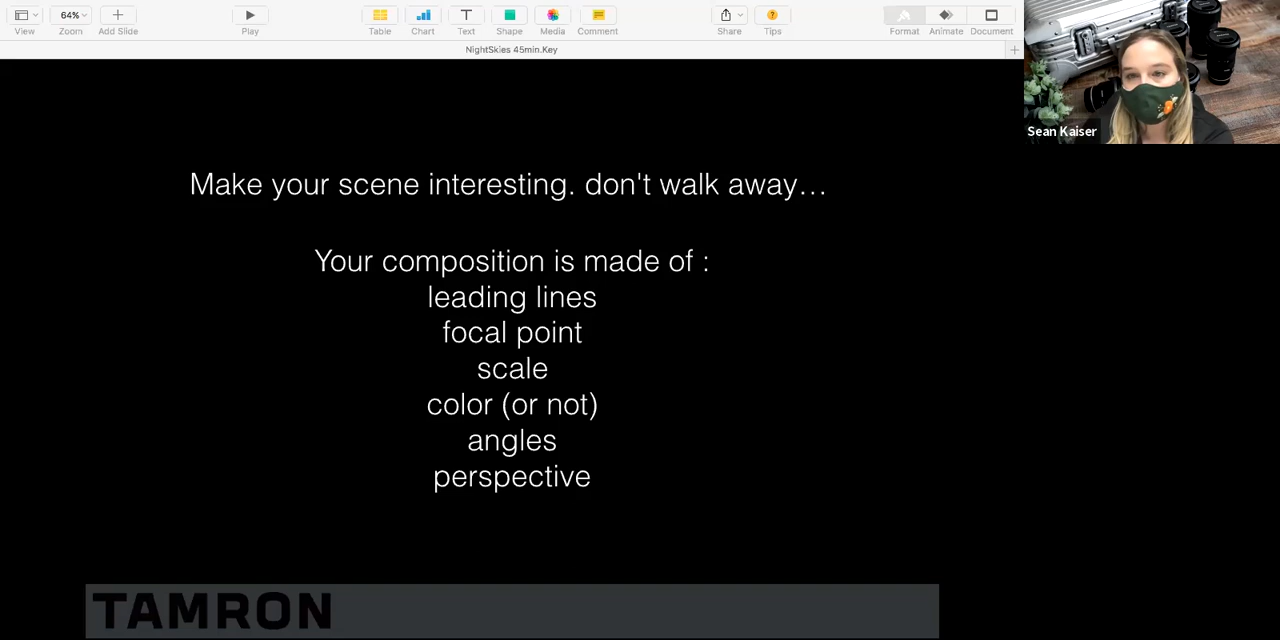 64%
View
Zoom
Add Slide
Play
Table
Chart
Text
Shape
Media
Comment
Share
Tips
Format
Animate
Document
NightSkies 45min.Key
Sean Kaiser
Make your scene interesting. don't walk away…
Your composition is made of :
leading lines
focal point
scale
color (or not)
angles
perspective
TAMRON